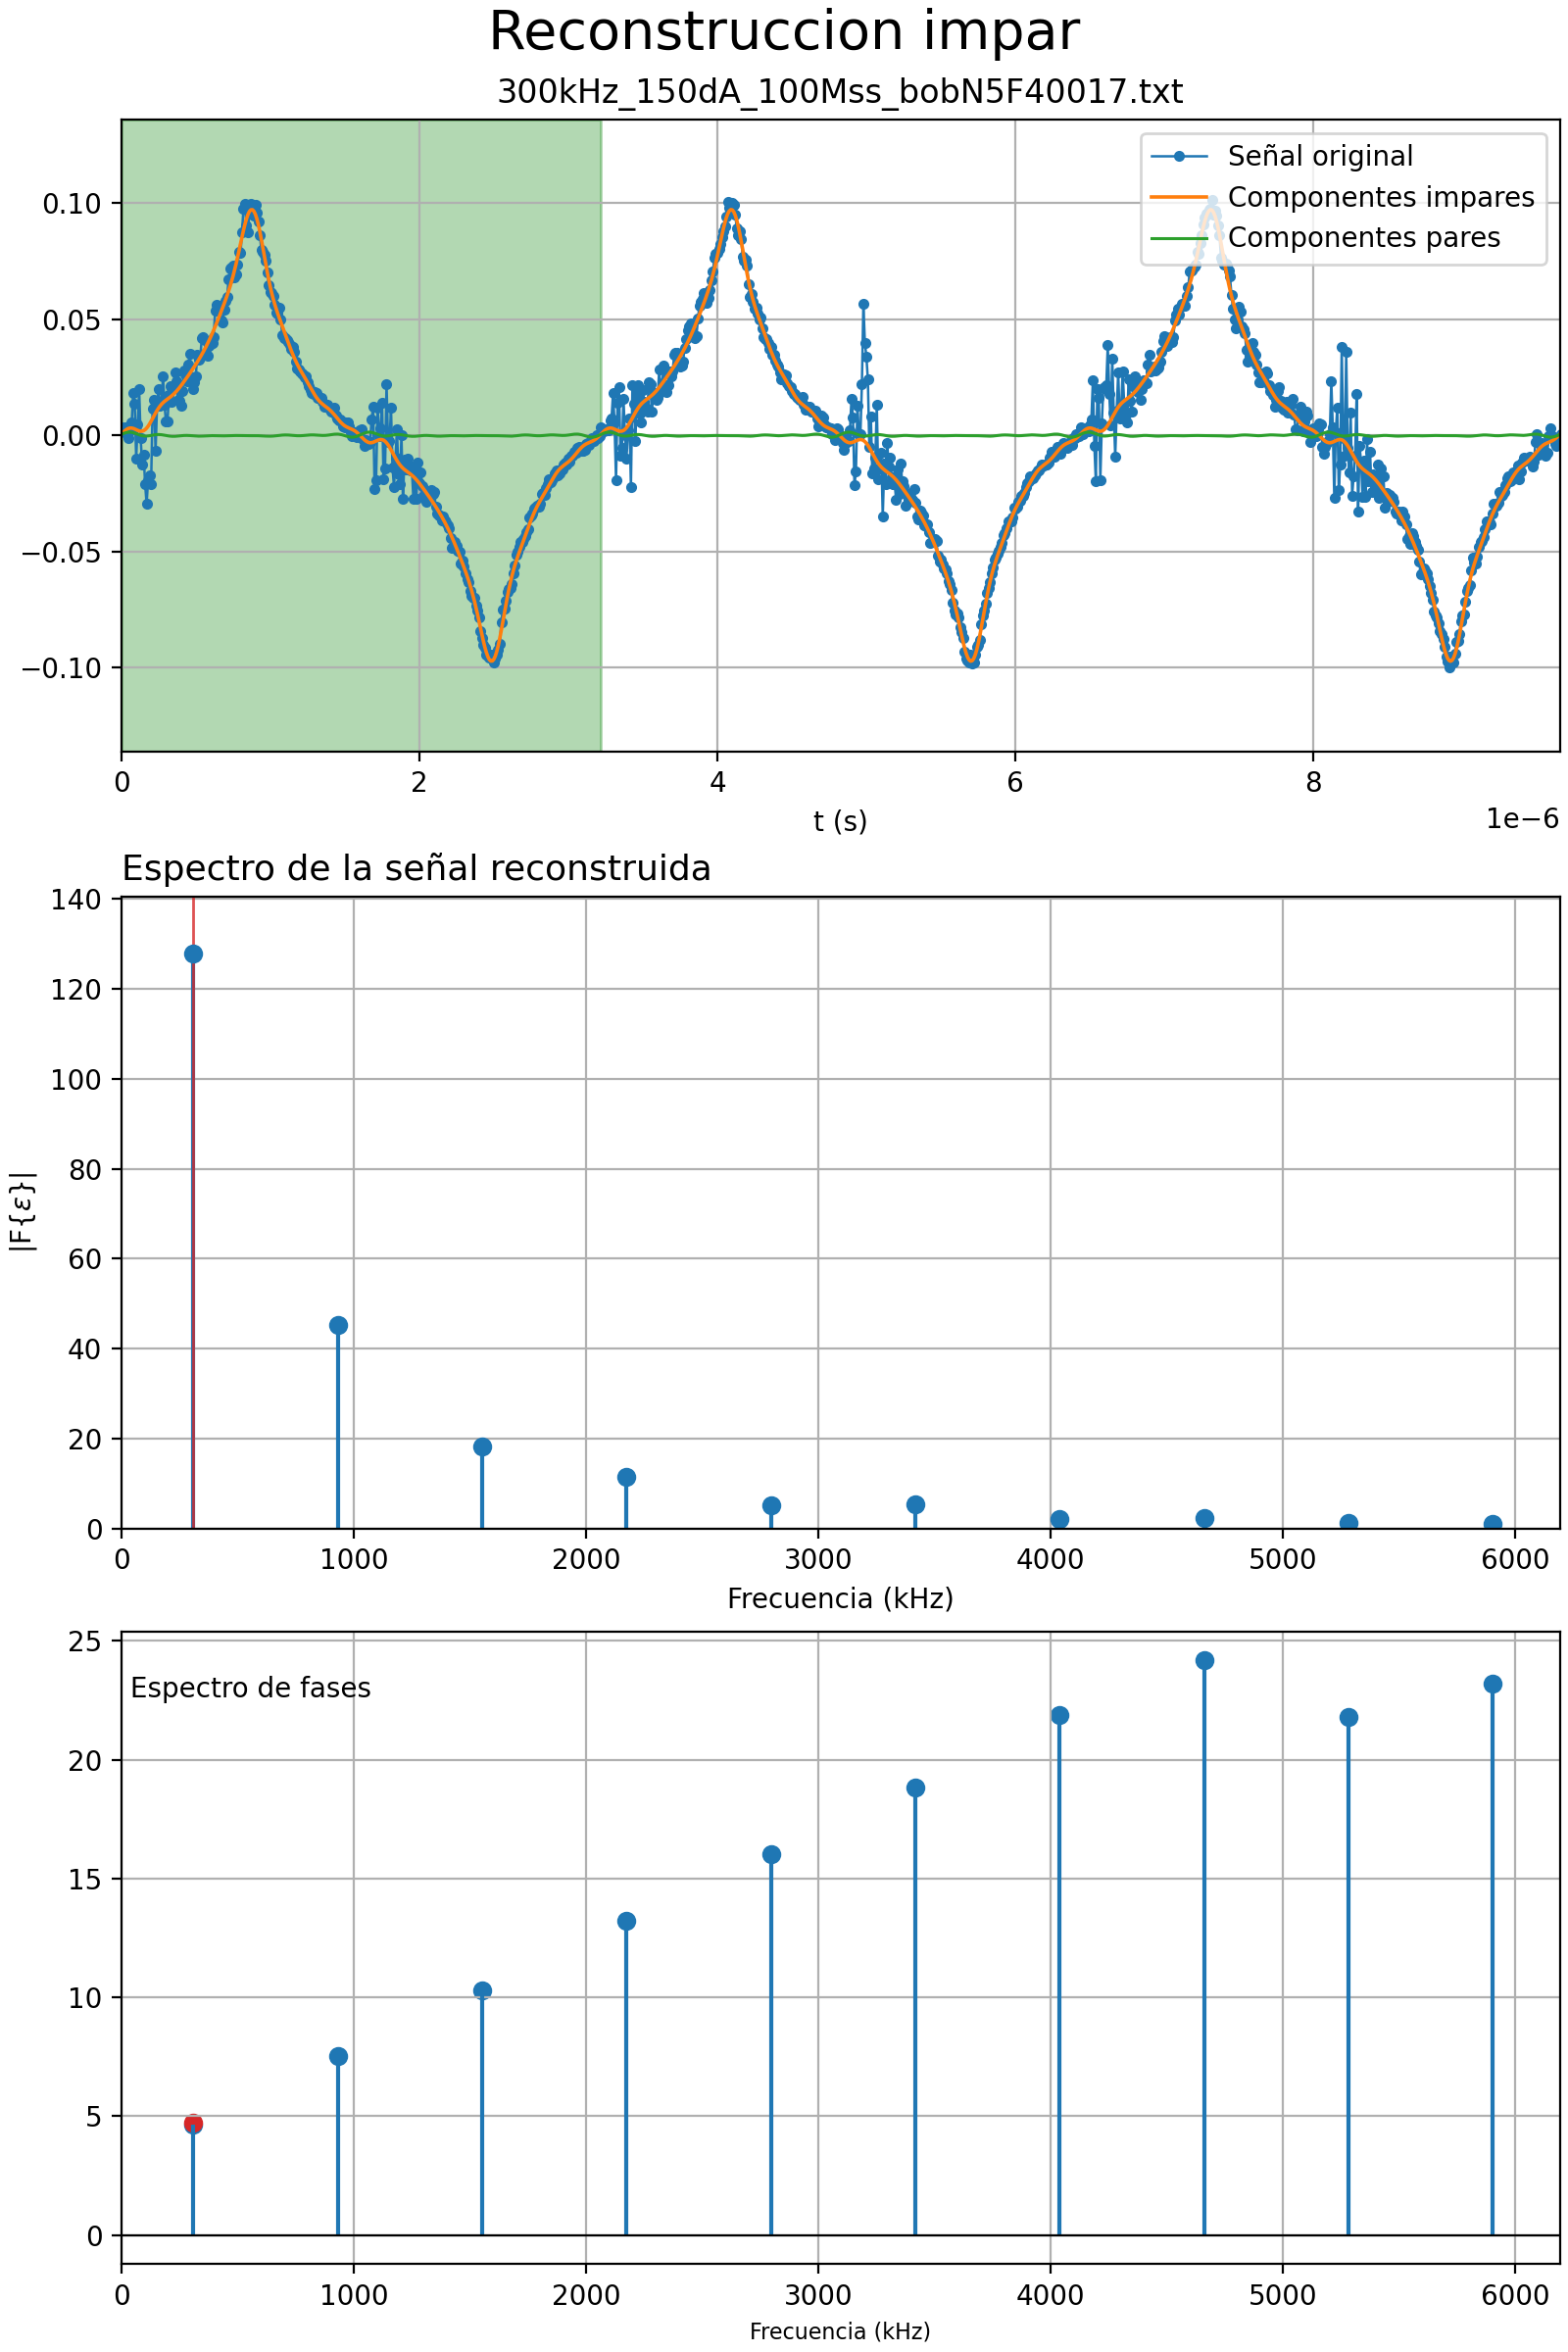 Reconstruccion impar
300kHz_150dA_100Mss_bobN5F40017.txt
Señal original
Componentes impares
Componentes pares
0.10
0.05
0.00
−0.05
−0.10
0 2 4 6 8
t (s)
1e−6
Espectro de la señal reconstruida
140
120
100
80
60
40
20
0
|F{ε}|
0 1000 2000 3000 4000 5000 6000
Frecuencia (kHz)
25
Espectro de fases
20
15
10
5
0
0 1000 2000 3000 4000 5000 6000
Frecuencia (kHz)